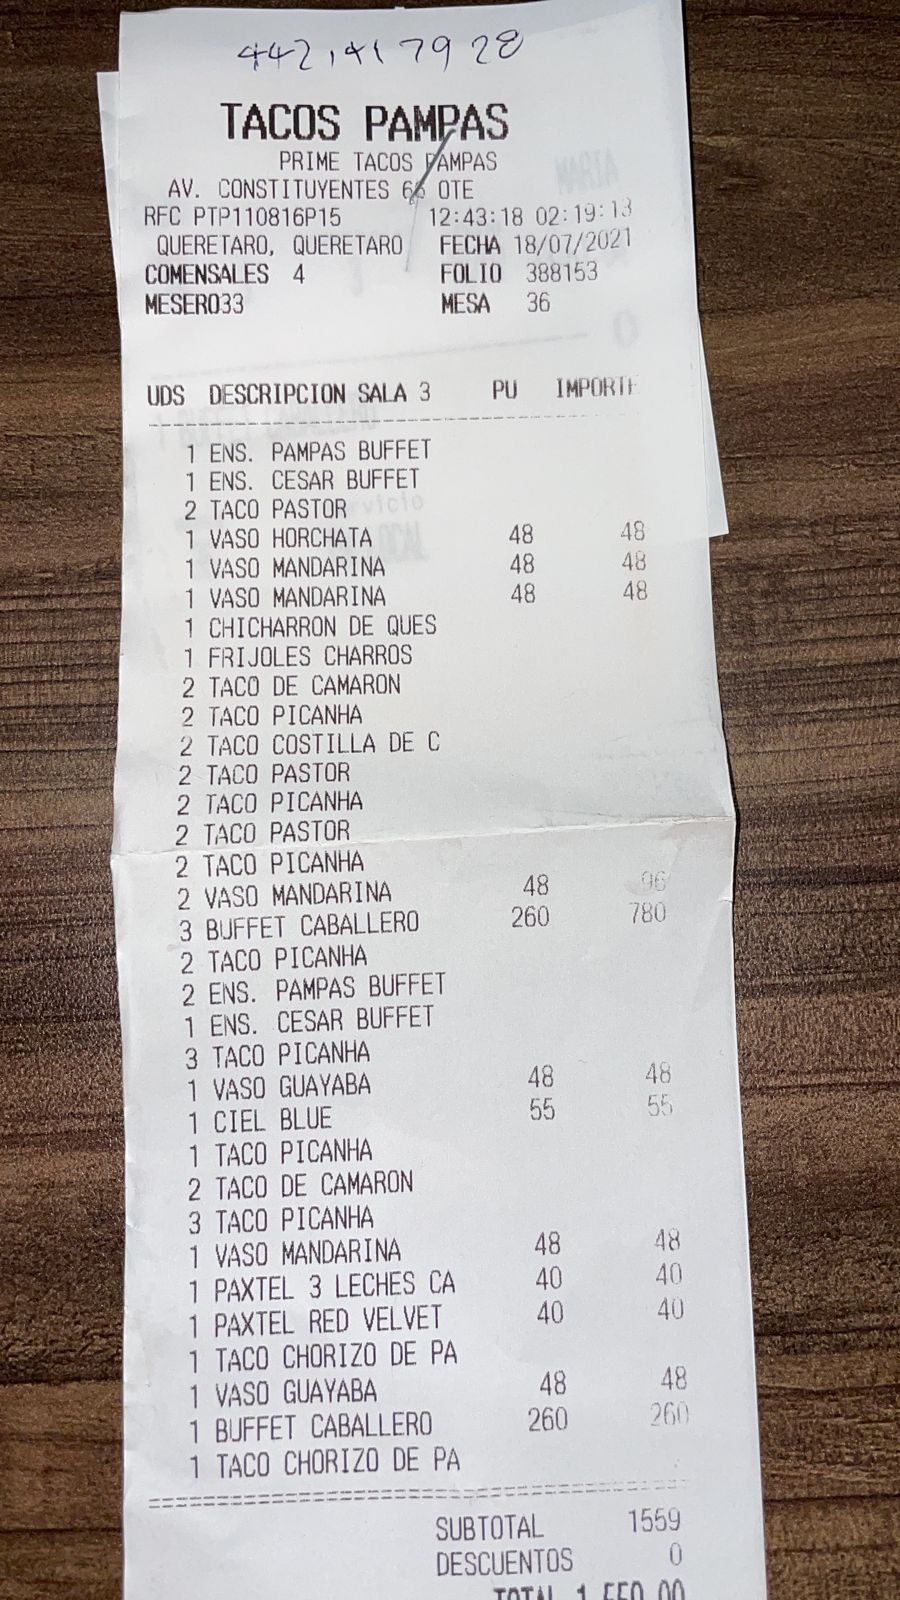 442 141 79 28
TACOS PAMPAS
PRIME TACOS PAMPAS
AV. CONSTITUYENTES 66 OTE
RFC PTP110816P15 12:43:18 02:19:13
QUERETARO, QUERETARO FECHA 18/07/2021
COMENSALES 4 FOLIO 388153
MESERO33 MESA 36
UDS DESCRIPCION SALA 3 PU IMPORTE
1 ENS. PAMPAS BUFFET
1 ENS. CESAR BUFFET
2 TACO PASTOR
1 VASO HORCHATA 48 48
1 VASO MANDARINA 48 48
1 VASO MANDARINA 48 48
1 CHICHARRON DE QUES
1 FRIJOLES CHARROS
2 TACO DE CAMARON
2 TACO PICANHA
2 TACO COSTILLA DE C
2 TACO PASTOR
2 TACO PICANHA
2 TACO PASTOR
2 TACO PICANHA
2 VASO MANDARINA 48 96
3 BUFFET CABALLERO 260 780
2 TACO PICANHA
2 ENS. PAMPAS BUFFET
1 ENS. CESAR BUFFET
3 TACO PICANHA
1 VASO GUAYABA 48 48
1 CIEL BLUE 55 55
1 TACO PICANHA
2 TACO DE CAMARON
3 TACO PICANHA
1 VASO MANDARINA 48 48
1 PAXTEL 3 LECHES CA 40 40
1 PAXTEL RED VELVET 40 40
1 TACO CHORIZO DE PA
1 VASO GUAYABA 48 48
1 BUFFET CABALLERO 260 260
1 TACO CHORIZO DE PA
SUBTOTAL 1559
DESCUENTOS 0
TOTAL 1,559.00